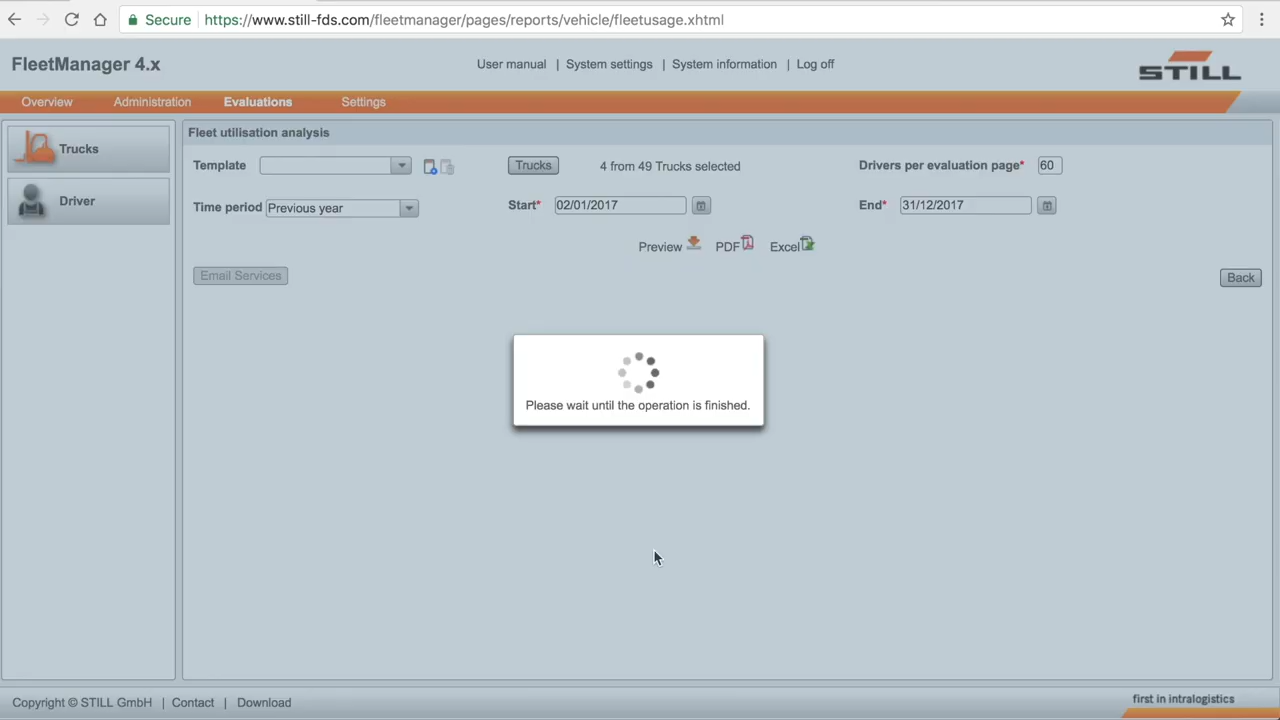 Secure https://www.still-fds.com/fleetmanager/pages/reports/vehicle/fleetusage.xhtml
FleetManager 4.x
User manual | System settings | System information | Log off
STILL
Overview Administration Evaluations Settings
Trucks
Driver
Fleet utilisation analysis
Template Trucks 4 from 49 Trucks selected Drivers per evaluation page* 60
Time period Previous year Start* 02/01/2017 End* 31/12/2017
Preview PDF Excel
Email Services Back
Please wait until the operation is finished.
Copyright © STILL GmbH | Contact | Download
first in intralogistics